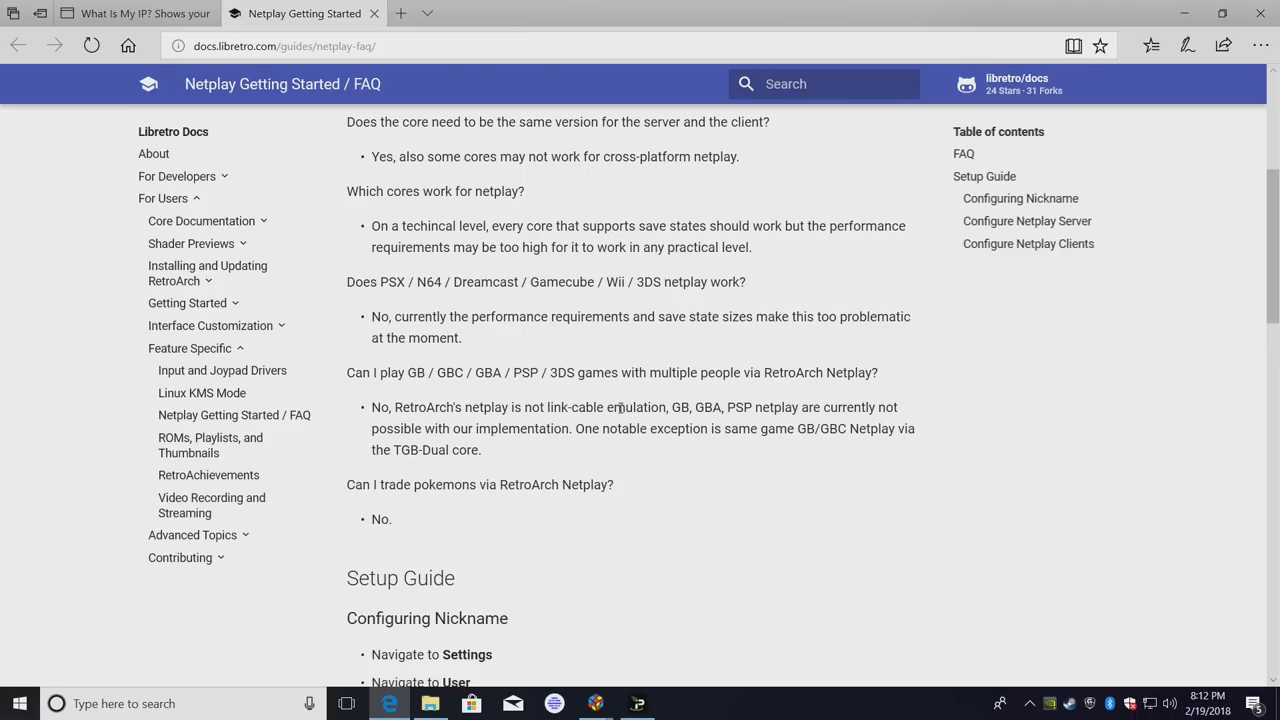 What Is My IP? Shows your
Netplay Getting Started
docs.libretro.com/guides/netplay-faq/
Netplay Getting Started / FAQ
Search
libretro/docs
24 Stars · 31 Forks
Libretro Docs
About
For Developers
For Users
Core Documentation
Shader Previews
Installing and Updating
RetroArch
Getting Started
Interface Customization
Feature Specific
Input and Joypad Drivers
Linux KMS Mode
Netplay Getting Started / FAQ
ROMs, Playlists, and
Thumbnails
RetroAchievements
Video Recording and
Streaming
Advanced Topics
Contributing
Does the core need to be the same version for the server and the client?
• Yes, also some cores may not work for cross-platform netplay.
Which cores work for netplay?
• On a techincal level, every core that supports save states should work but the performance
requirements may be too high for it to work in any practical level.
Does PSX / N64 / Dreamcast / Gamecube / Wii / 3DS netplay work?
• No, currently the performance requirements and save state sizes make this too problematic
at the moment.
Can I play GB / GBC / GBA / PSP / 3DS games with multiple people via RetroArch Netplay?
• No, RetroArch's netplay is not link-cable emulation, GB, GBA, PSP netplay are currently not
possible with our implementation. One notable exception is same game GB/GBC Netplay via
the TGB-Dual core.
Can I trade pokemons via RetroArch Netplay?
• No.
Setup Guide
Configuring Nickname
• Navigate to Settings
• Navigate to User
Table of contents
FAQ
Setup Guide
Configuring Nickname
Configure Netplay Server
Configure Netplay Clients
Type here to search
8:12 PM
2/19/2018
5